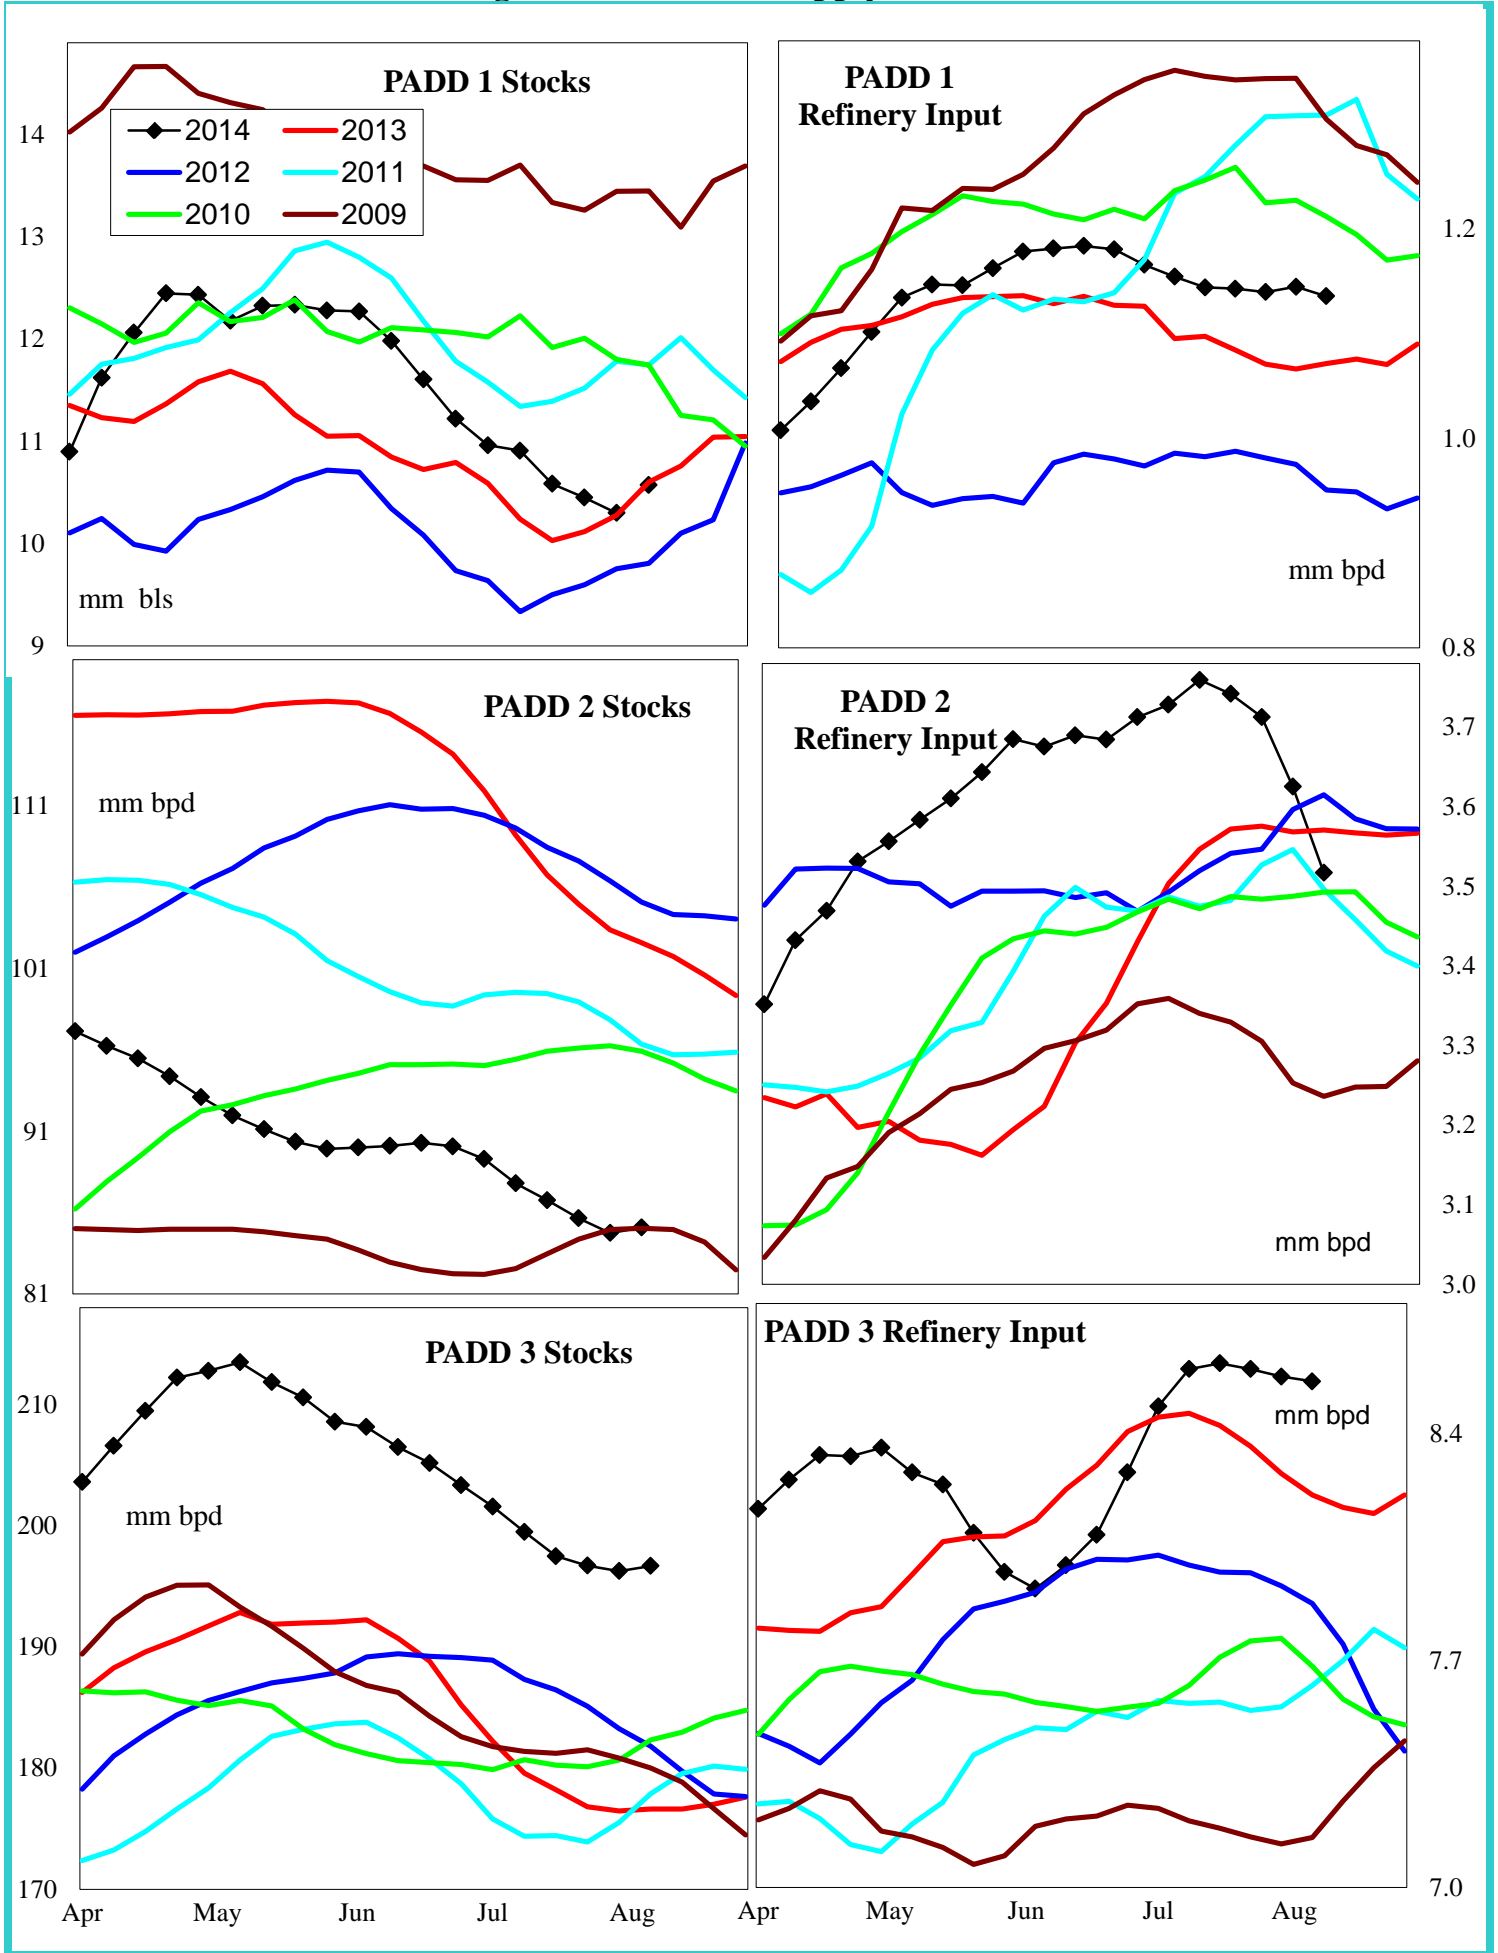 PADD 1 Stocks
14
13
12
11
10
9
2014 2013
2012 2011
2010 2009
mm bls
PADD 1
Refinery Input
1.2
1.0
0.8
mm bpd
PADD 2 Stocks
mm bpd
111
101
91
81
PADD 2
Refinery Input
3.7
3.6
3.5
3.4
3.3
3.2
3.1
3.0
mm bpd
PADD 3 Stocks
210
200
190
180
170
mm bpd
Apr May Jun Jul Aug
PADD 3 Refinery Input
mm bpd
8.4
7.7
7.0
Apr May Jun Jul Aug